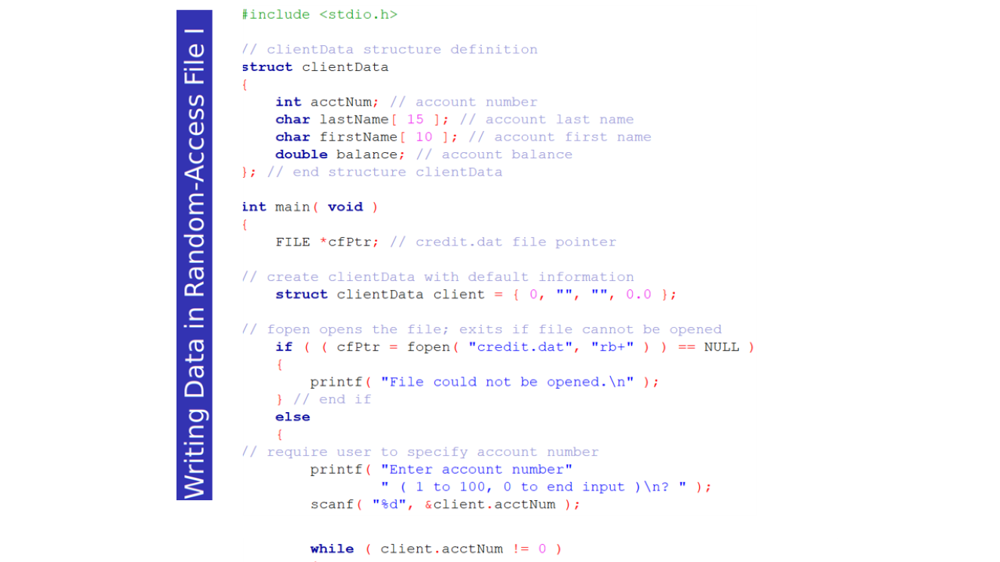 Writing Data in Random-Access File I
#include <stdio.h>
// clientData structure definition
struct clientData
{
    int acctNum; // account number
    char lastName[ 15 ]; // account last name
    char firstName[ 10 ]; // account first name
    double balance; // account balance
}; // end structure clientData
int main( void )
{
    FILE *cfPtr; // credit.dat file pointer
// create clientData with default information
    struct clientData client = { 0, "", "", 0.0 };
// fopen opens the file; exits if file cannot be opened
    if ( ( cfPtr = fopen( "credit.dat", "rb+" ) ) == NULL )
    {
        printf( "File could not be opened.\n" );
    } // end if
    else
    {
// require user to specify account number
        printf( "Enter account number"
                " ( 1 to 100, 0 to end input )\n? " );
        scanf( "%d", &client.acctNum );
        while ( client.acctNum != 0 )